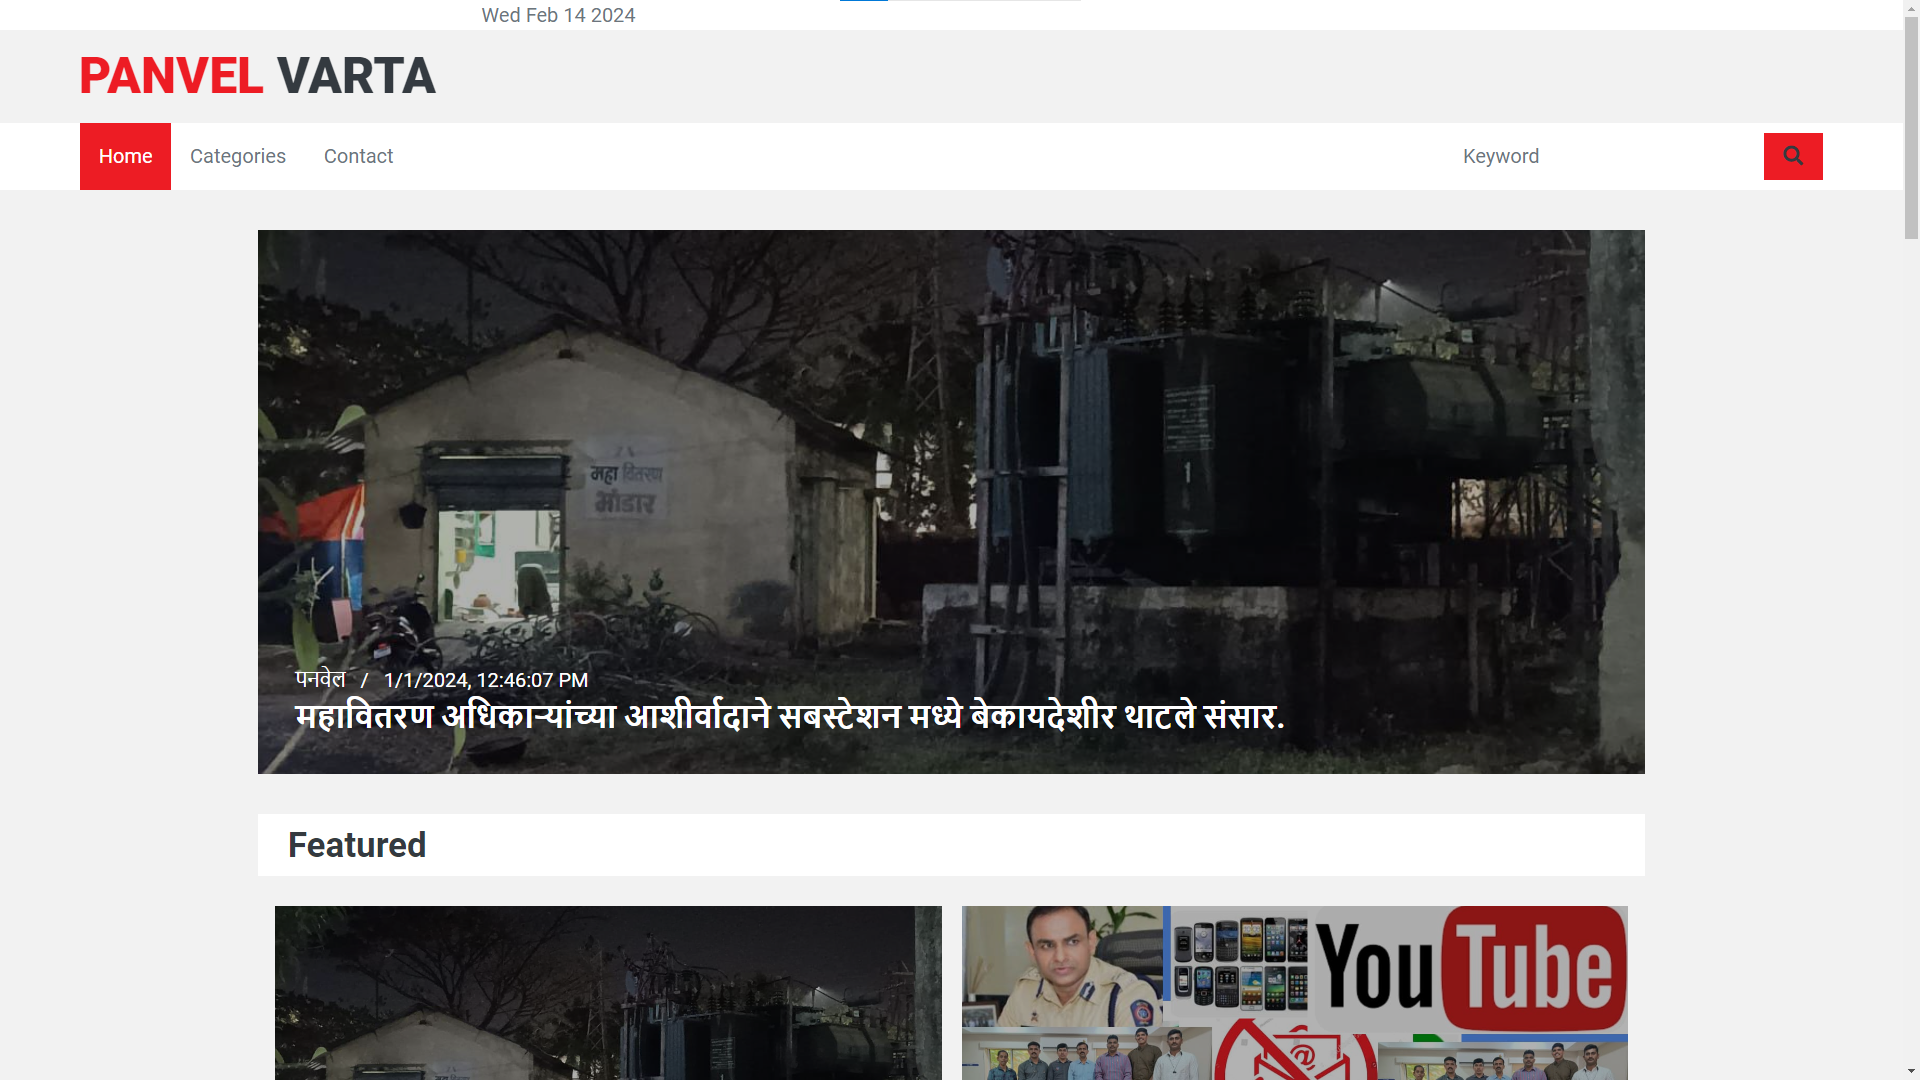 Wed Feb 14 2024
PANVEL VARTA
Home Categories Contact Keyword
महा वितरण
भांडार
पनवेल / 1/1/2024, 12:46:07 PM
महावितरण अधिकाऱ्यांच्या आशीर्वादाने सबस्टेशन मध्ये बेकायदेशीर थाटले संसार.
Featured
YouTube
@